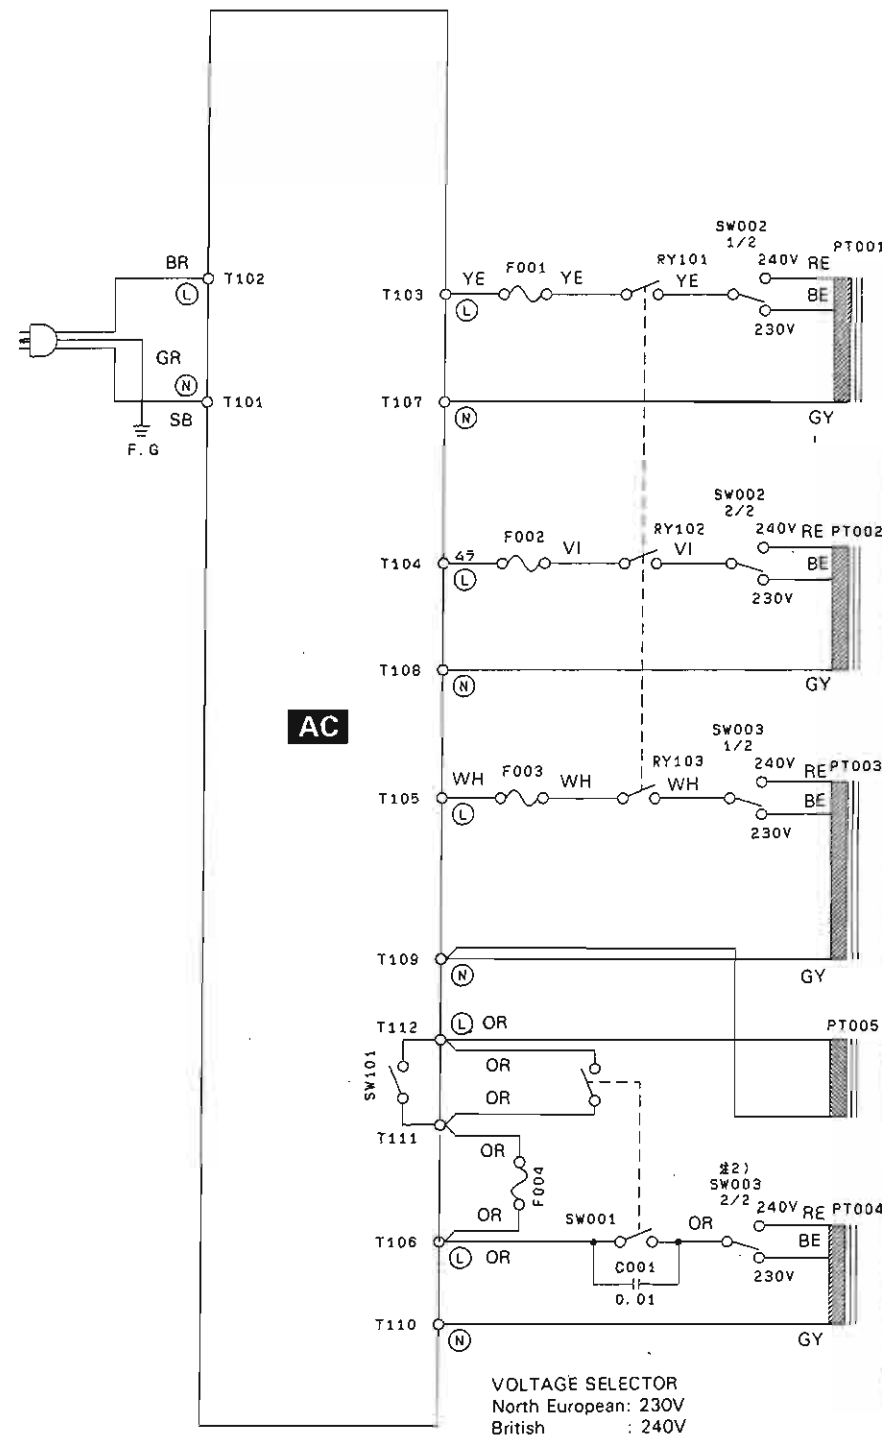 SW002
1/2
PT001
BR
T102
L
YE
F001
YE
RY101
YE
240V
RE
BE
T103
L
230V
GR
N
T101
SB
F.G
T107
N
GY
SW002
2/2
F002
VI
RY102
VI
240V
RE
PT002
T104
L
BE
230V
T108
N
GY
AC
SW003
1/2
WH
F003
WH
RY103
WH
240V
RE
PT003
T105
L
BE
230V
T109
N
GY
T112
L
OR
PT005
SW101
OR
OR
T111
OR
F004
注2)
SW003
2/2
OR
SW001
OR
240V
RE
PT004
T106
L
OR
BE
C001
0.01
230V
T110
N
GY
VOLTAGE SELECTOR
North European: 230V
British : 240V